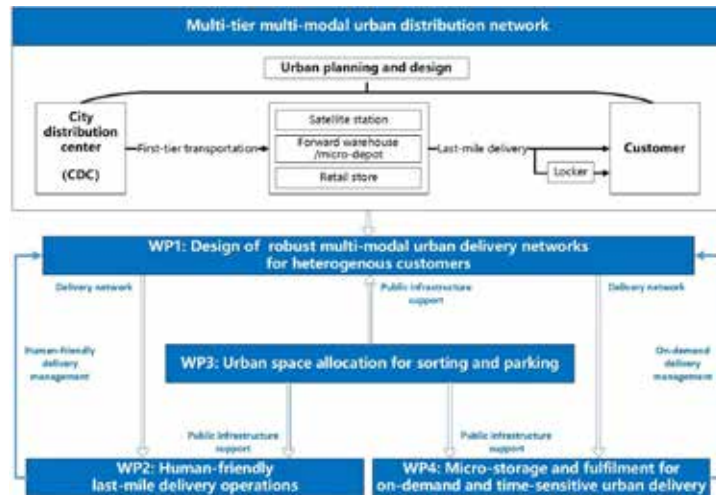 Multi-tier multi-modal urban distribution network
Urban planning and design
City
distribution
center
(CDC)
First-tier transportation
Satellite station
Forward warehouse
/micro-depot
Retail store
Last-mile delivery
Locker
Customer
WP1: Design of robust multi-modal urban delivery networks
for heterogenous customers
Delivery network
Public infrastructure
support
Delivery network
Human-friendly
delivery
management
WP3: Urban space allocation for sorting and parking
On-demand
delivery
management
Public infrastructure
support
Public infrastructure
support
WP2: Human-friendly
last-mile delivery operations
WP4: Micro-storage and fulfilment for
on-demand and time-sensitive urban delivery